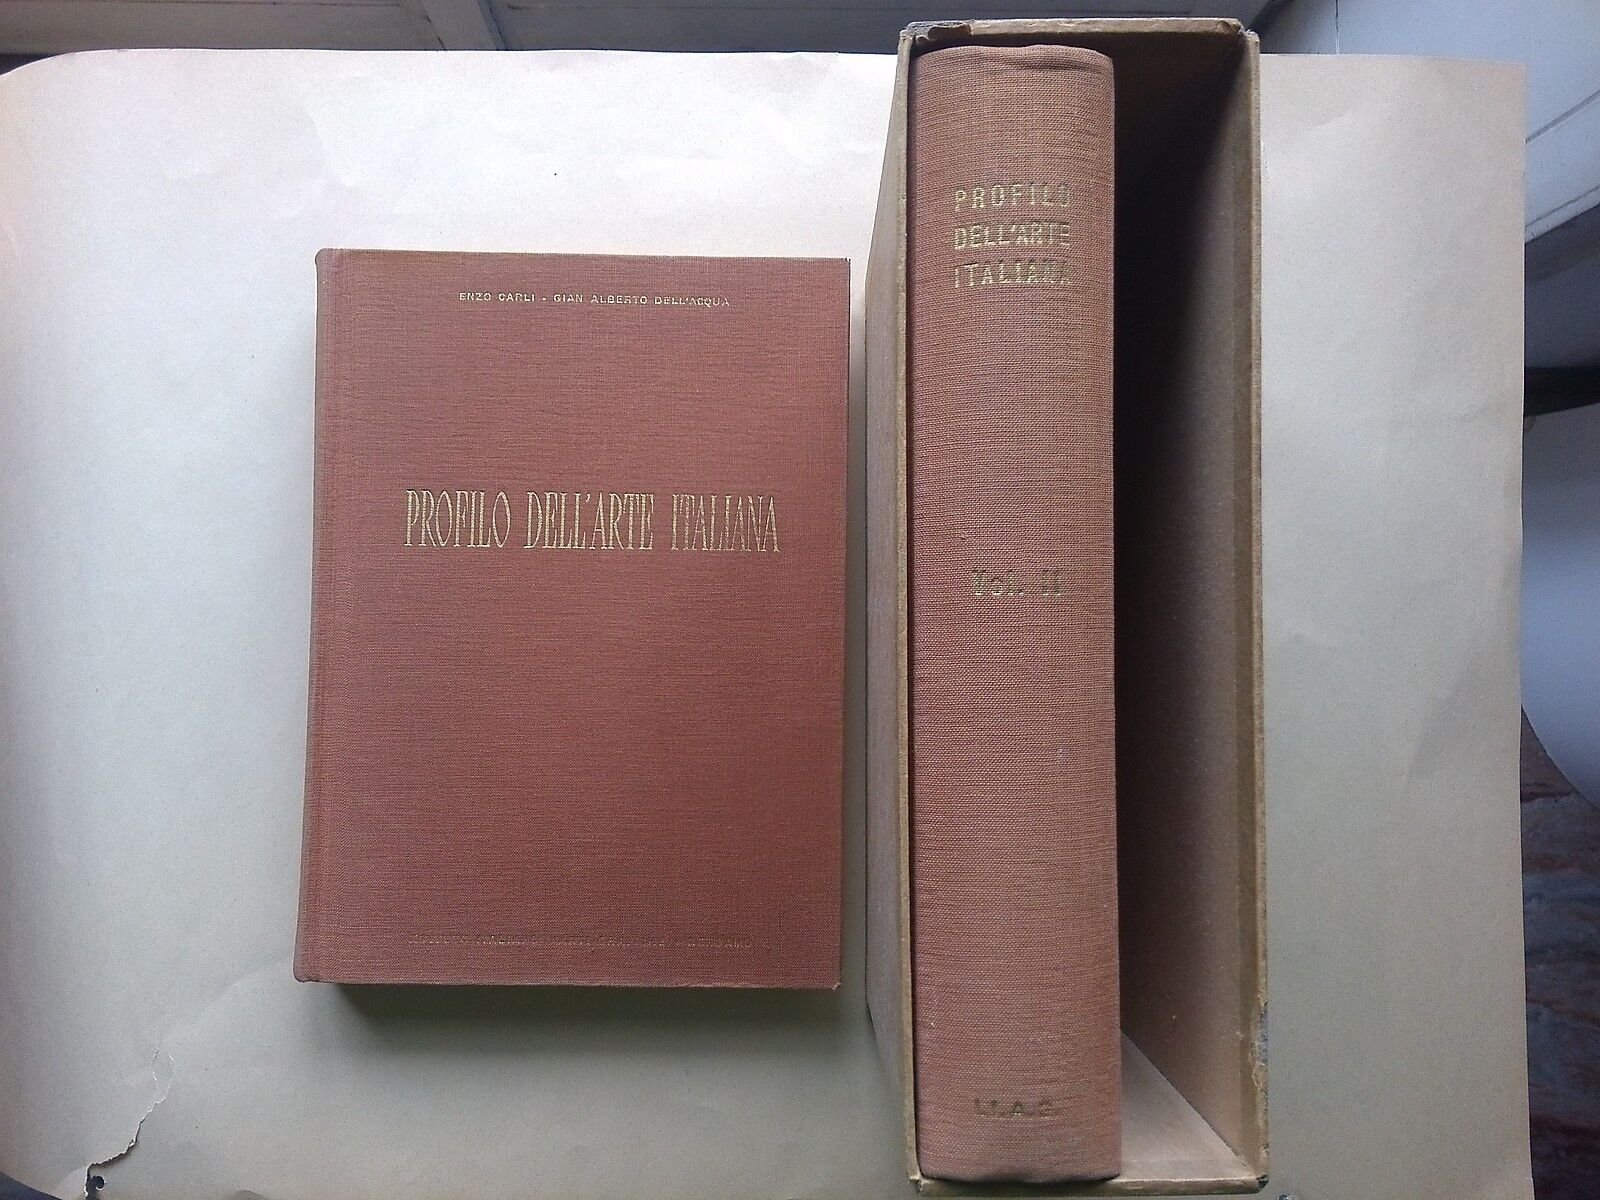 ENZO CARLI - GIAN ALBERTO DELL'ACQUA
PROFILO DELL'ARTE ITALIANA
PROFILO
DELL'ARTE
ITALIANA
Vol. II